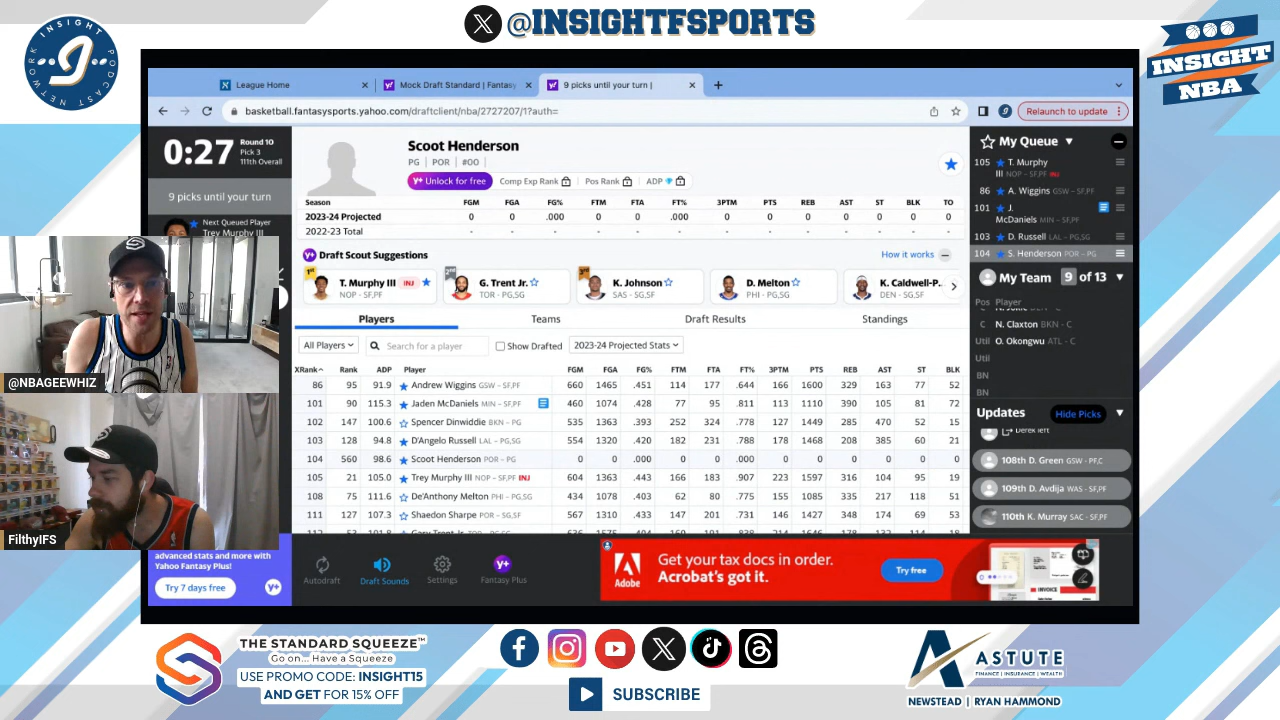 @INSIGHTFSPORTS
INSIGHT
PODCAST NETWORK
INSIGHT
NBA
League Home
Mock Draft Standard | Fantasy
9 picks until your turn |
basketball.fantasysports.yahoo.com/draftclient/nba/2727207/1?auth=
Relaunch to update
0:27
Round 10
Pick 3
111th Overall
9 picks until your turn
Next Queued Player
Trey Murphy III
Scoot Henderson
PG | POR | #00
Unlock for free
Comp Exp Rank
Pos Rank
ADP
Season FGM FGA FG% FTM FTA FT% 3PTM PTS REB AST ST BLK TO
2023-24 Projected 0 0 .000 0 0 .000 0 0 0 0 0 0 0
2022-23 Total - - - - - - - - - - - - -
Draft Scout Suggestions
How it works
1st
T. Murphy III INJ
NOP - SF,PF
2nd
G. Trent Jr.
TOR - PG,SG
3rd
K. Johnson
SAS - SG,SF
D. Melton
PHI - PG,SG
K. Caldwell-P..
DEN - SG,SF
Players
Teams
Draft Results
Standings
All Players
Search for a player
Show Drafted
2023-24 Projected Stats
XRank Rank ADP Player FGM FGA FG% FTM FTA FT% 3PTM PTS REB AST ST BLK
86 95 91.9 Andrew Wiggins GSW - SF,PF 660 1465 .451 114 177 .644 166 1600 329 163 77 52
101 90 115.3 Jaden McDaniels MIN - SF,PF 460 1074 .428 77 95 .811 113 1110 390 105 81 72
102 147 100.6 Spencer Dinwiddie BKN - PG 535 1363 .393 252 324 .778 127 1449 285 470 52 15
103 128 94.8 D'Angelo Russell LAL - PG,SG 554 1320 .420 182 231 .788 178 1468 208 385 60 21
104 560 98.6 Scoot Henderson POR - PG 0 0 .000 0 0 .000 0 0 0 0 0 0
105 21 105.0 Trey Murphy III NOP - SF,PF INJ 604 1363 .443 166 183 .907 223 1597 316 104 95 19
108 75 111.6 De'Anthony Melton PHI - PG,SG 434 1078 .403 62 80 .775 155 1085 335 217 118 51
111 127 107.3 Shaedon Sharpe POR - SG,SF 567 1310 .433 147 201 .731 146 1427 348 174 69 53
My Queue
105 T. Murphy
III NOP - SF,PF INJ
86 A. Wiggins GSW - SF,PF
101 J.
McDaniels MIN - SF,PF
103 D. Russell LAL - PG,SG
104 S. Henderson POR - PG
My Team 9 of 13
Pos Player
C N. Claxton BKN - C
Util O. Okongwu ATL - C
Util
BN
BN
Updates
Hide Picks
Derek left
108th D. Green GSW - PF,C
109th D. Avdija WAS - SF,PF
110th K. Murray SAC - SF,PF
@NBAGEEWHIZ
FilthyIFS
advanced stats and more with
Yahoo Fantasy Plus!
Try 7 days free
Autodraft
Draft Sounds
Settings
Fantasy Plus
Adobe
Get your tax docs in order.
Acrobat's got it.
Try free
THE STANDARD SQUEEZE™
Go on... Have a Squeeze
USE PROMO CODE: INSIGHT15
AND GET FOR 15% OFF
SUBSCRIBE
ASTUTE
FINANCE | INSURANCE | WEALTH
NEWSTEAD | RYAN HAMMOND